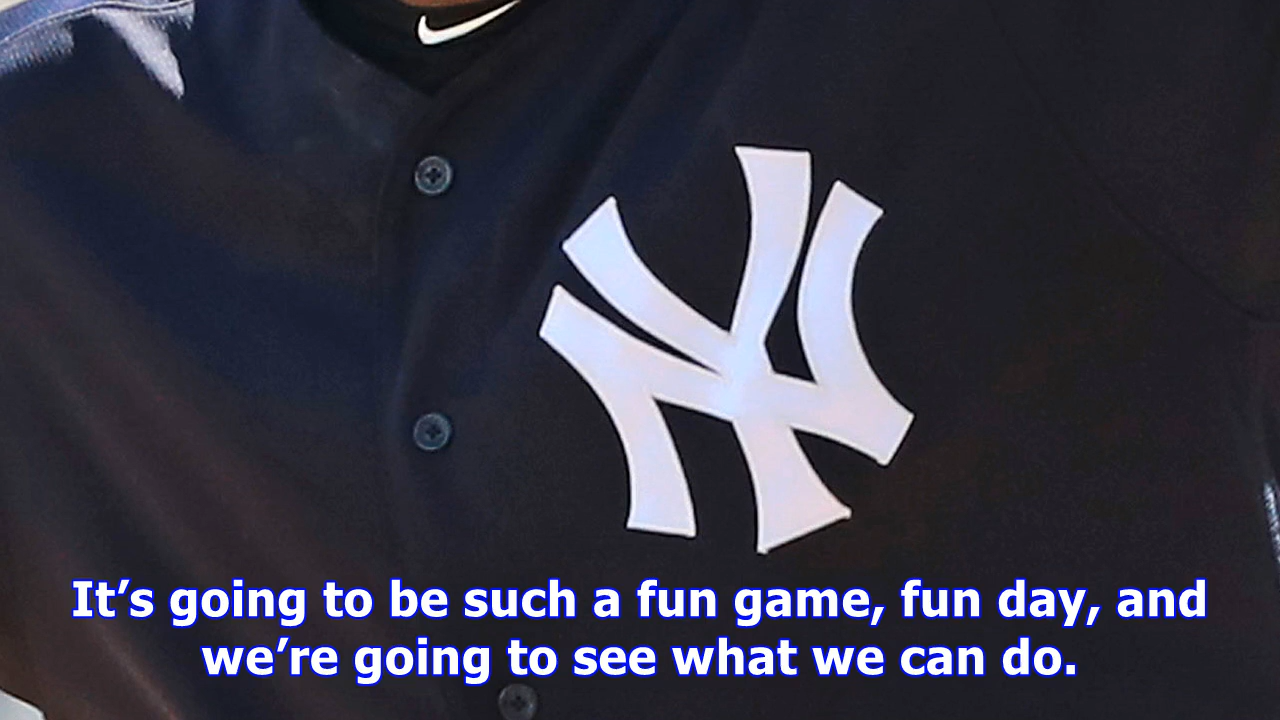 NY
It’s going to be such a fun game, fun day, and
we’re going to see what we can do.